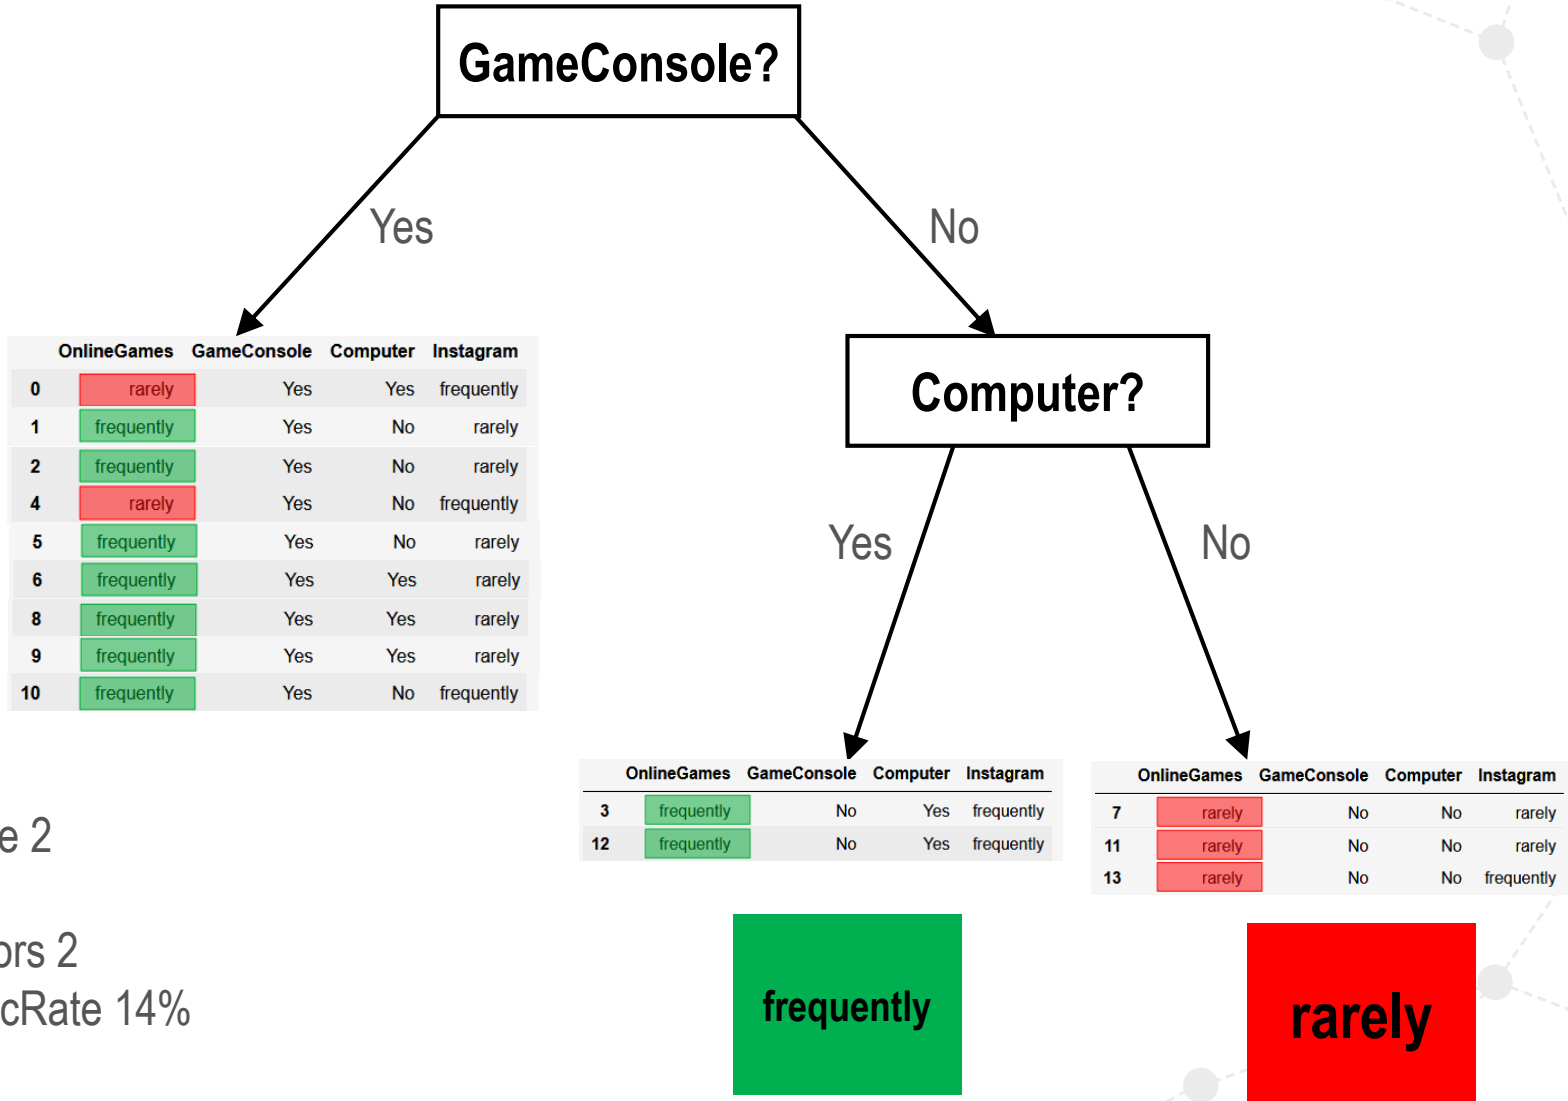 GameConsole?
Yes
No
OnlineGames GameConsole Computer Instagram
0 rarely Yes Yes frequently
1 frequently Yes No rarely
2 frequently Yes No rarely
4 rarely Yes No frequently
5 frequently Yes No rarely
6 frequently Yes Yes rarely
8 frequently Yes Yes rarely
9 frequently Yes Yes rarely
10 frequently Yes No frequently
Computer?
Yes
No
OnlineGames GameConsole Computer Instagram
3 frequently No Yes frequently
12 frequently No Yes frequently
frequently
OnlineGames GameConsole Computer Instagram
7 rarely No No rarely
11 rarely No No rarely
13 rarely No No frequently
rarely
e 2
ors 2
cRate 14%